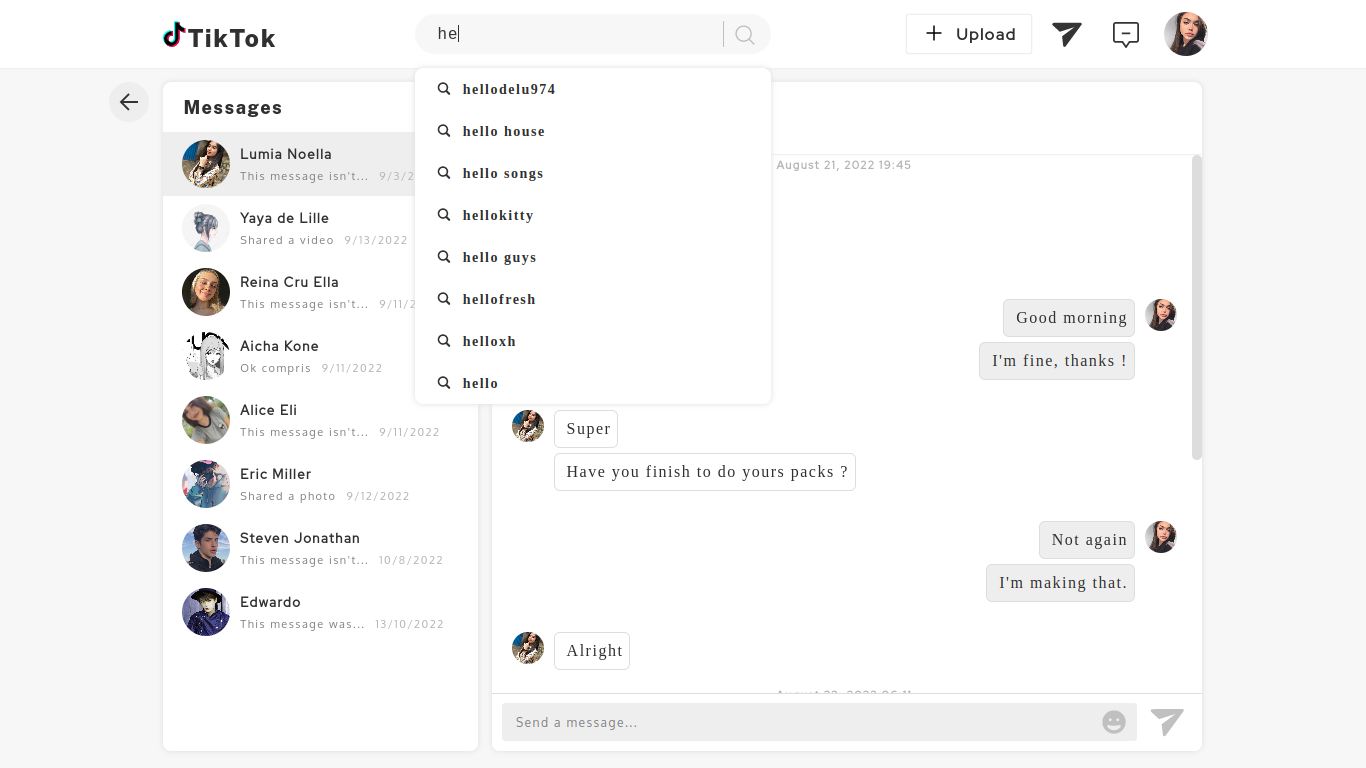 TikTok
he
Upload
hellodelu974
hello house
hello songs
hellokitty
hello guys
hellofresh
helloxh
hello
Messages
Lumia Noella
This message isn't... 9/3/2
Yaya de Lille
Shared a video 9/13/2022
Reina Cru Ella
This message isn't... 9/11/2
Aicha Kone
Ok compris 9/11/2022
Alice Eli
This message isn't... 9/11/2022
Eric Miller
Shared a photo 9/12/2022
Steven Jonathan
This message isn't... 10/8/2022
Edwardo
This message was... 13/10/2022
August 21, 2022 19:45
Good morning
I'm fine, thanks !
Super
Have you finish to do yours packs ?
Not again
I'm making that.
Alright
Send a message...